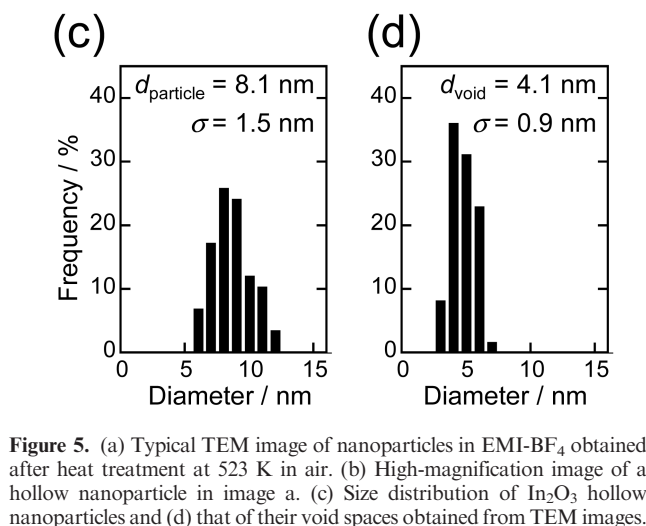 (c)
d_particle = 8.1 nm
σ = 1.5 nm
Frequency / %
40
30
20
10
0
0 5 10 15
Diameter / nm
(d)
d_void = 4.1 nm
σ = 0.9 nm
40
30
20
10
0
0 5 10 15
Diameter / nm
Figure 5. (a) Typical TEM image of nanoparticles in EMI-BF₄ obtained
after heat treatment at 523 K in air. (b) High-magnification image of a
hollow nanoparticle in image a. (c) Size distribution of In₂O₃ hollow
nanoparticles and (d) that of their void spaces obtained from TEM images.